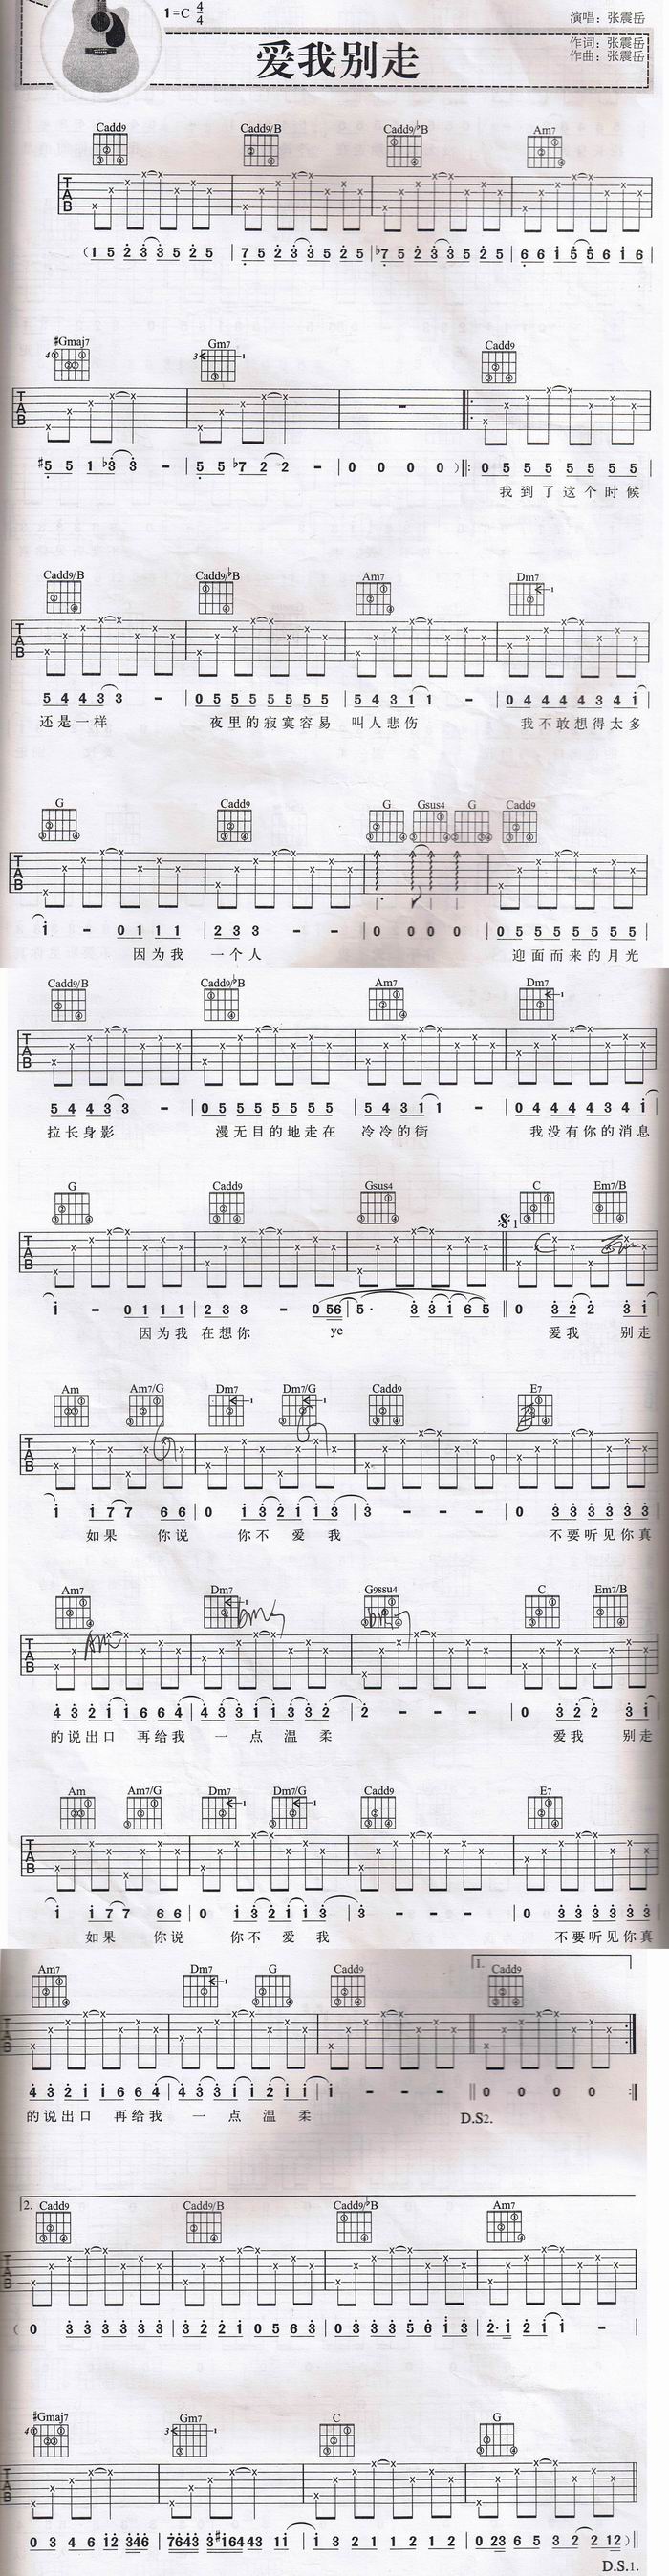 1=C 4/4
演唱：张震岳
爱我别走
作词：张震岳
作曲：张震岳
Cadd9 Cadd9/B Cadd9/♭B Am7
T
A
B
(1 5 2 3 3 5 2 5 | 7 5 2 3 3 5 2 5 | ♭7 5 2 3 3 5 2 5 | 6 6 1 5 5 6 1 6 |
#Gmaj7 Gm7 Cadd9
T
A
B
#5 5 1 ♭3 3 - | 5 5 ♭7 2 2 - | 0 0 0 0 ) ‖: 0 5 5 5 5 5 5 5 |
我到了这个时候
Cadd9/B Cadd9/♭B Am7 Dm7
T
A
B
5 4 4 3 3 - | 0 5 5 5 5 5 5 5 | 5 4 3 1 1 - | 0 4 4 4 4 3 4 i |
还是一样 夜里的寂寞容易 叫人悲伤 我不敢想得太多
G Cadd9 G Gsus4 G Cadd9
T
A
B
i - 0 1 1 1 | 2 3 3 - - | 0 0 0 0 | 0 5 5 5 5 5 5 5 |
因为我 一个人 迎面而来的月光
Cadd9/B Cadd9/♭B Am7 Dm7
T
A
B
5 4 4 3 3 - | 0 5 5 5 5 5 5 5 | 5 4 3 1 1 - | 0 4 4 4 4 3 4 i |
拉长身影 漫无目的地走在 冷冷的街 我没有你的消息
G Cadd9 Gsus4 C Em7/B
T
A
B
i - 0 1 1 1 | 2 3 3 - 0 56 | 5· 3 3 i 6 5 ‖ 0 3 2 2 3 i |
因为我 在想你 ye 爱我 别走
Am Am7/G Dm7 Dm7/G Cadd9 E7
T
A
B
i i 7 7 6 6 | 0 i 3 2 i i 3 | 3 - - - | 0 3 3 3 3 3 3 |
如果 你说 你不 爱 我 不要听见你真
Am7 Dm7 G9ssu4 C Em7/B
T
A
B
4 3 2 i i 6 6 4 | 4 3 3 i i 3 3 2 | 2 - - - | 0 3 2 2 3 i |
的说出口 再给我 一 点 温 柔 爱我 别走
Am Am7/G Dm7 Dm7/G Cadd9 E7
T
A
B
i i 7 7 6 6 | 0 i 3 2 i i 3 | 3 - - - | 0 3 3 3 3 3 3 |
如果 你说 你不 爱 我 不要听见你真
Am7 Dm7 G Cadd9 1. Cadd9
4 3 2 i i 6 6 4 | 4 3 3 i i 2 i i | i - - - ‖ 0 0 0 0 :‖
的说出口 再给我 一 点 温 柔
D.S2.
2. Cadd9 Cadd9/B Cadd9/♭B Am7
( 0 3 3 3 3 3 3 | 3 2 2 1 0 5 6 3 | 0 3 3 3 5 6 i 3 | 2· i 2 i i - |
#Gmaj7 Gm7 C G
0 3 4 6 i2 346 | 7643 3#164 43 1i | i 3 2 1 1 2 1 2 | 0 23 6 5 3 2 2 12 )‖
D.S.1.